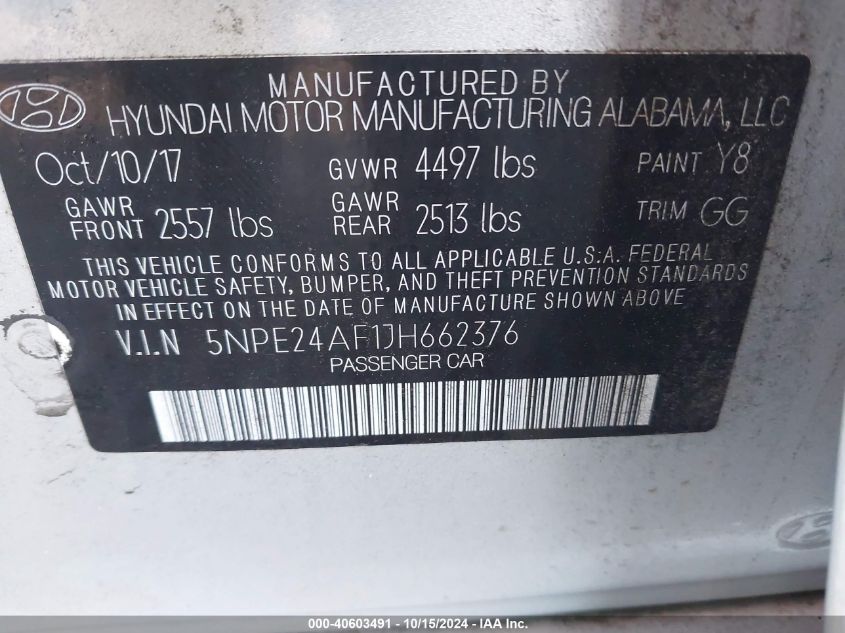 MANUFACTURED BY
HYUNDAI MOTOR MANUFACTURING ALABAMA, LLC
Oct/10/17 GVWR 4497 lbs PAINT Y8
GAWR FRONT 2557 lbs GAWR REAR 2513 lbs TRIM GG
THIS VEHICLE CONFORMS TO ALL APPLICABLE U.S.A. FEDERAL
MOTOR VEHICLE SAFETY, BUMPER, AND THEFT PREVENTION STANDARDS
IN EFFECT ON THE DATE OF MANUFACTURE SHOWN ABOVE.
V.I.N 5NPE24AF1JH662376
PASSENGER CAR
000-40603491 - 10/15/2024 - IAA Inc.